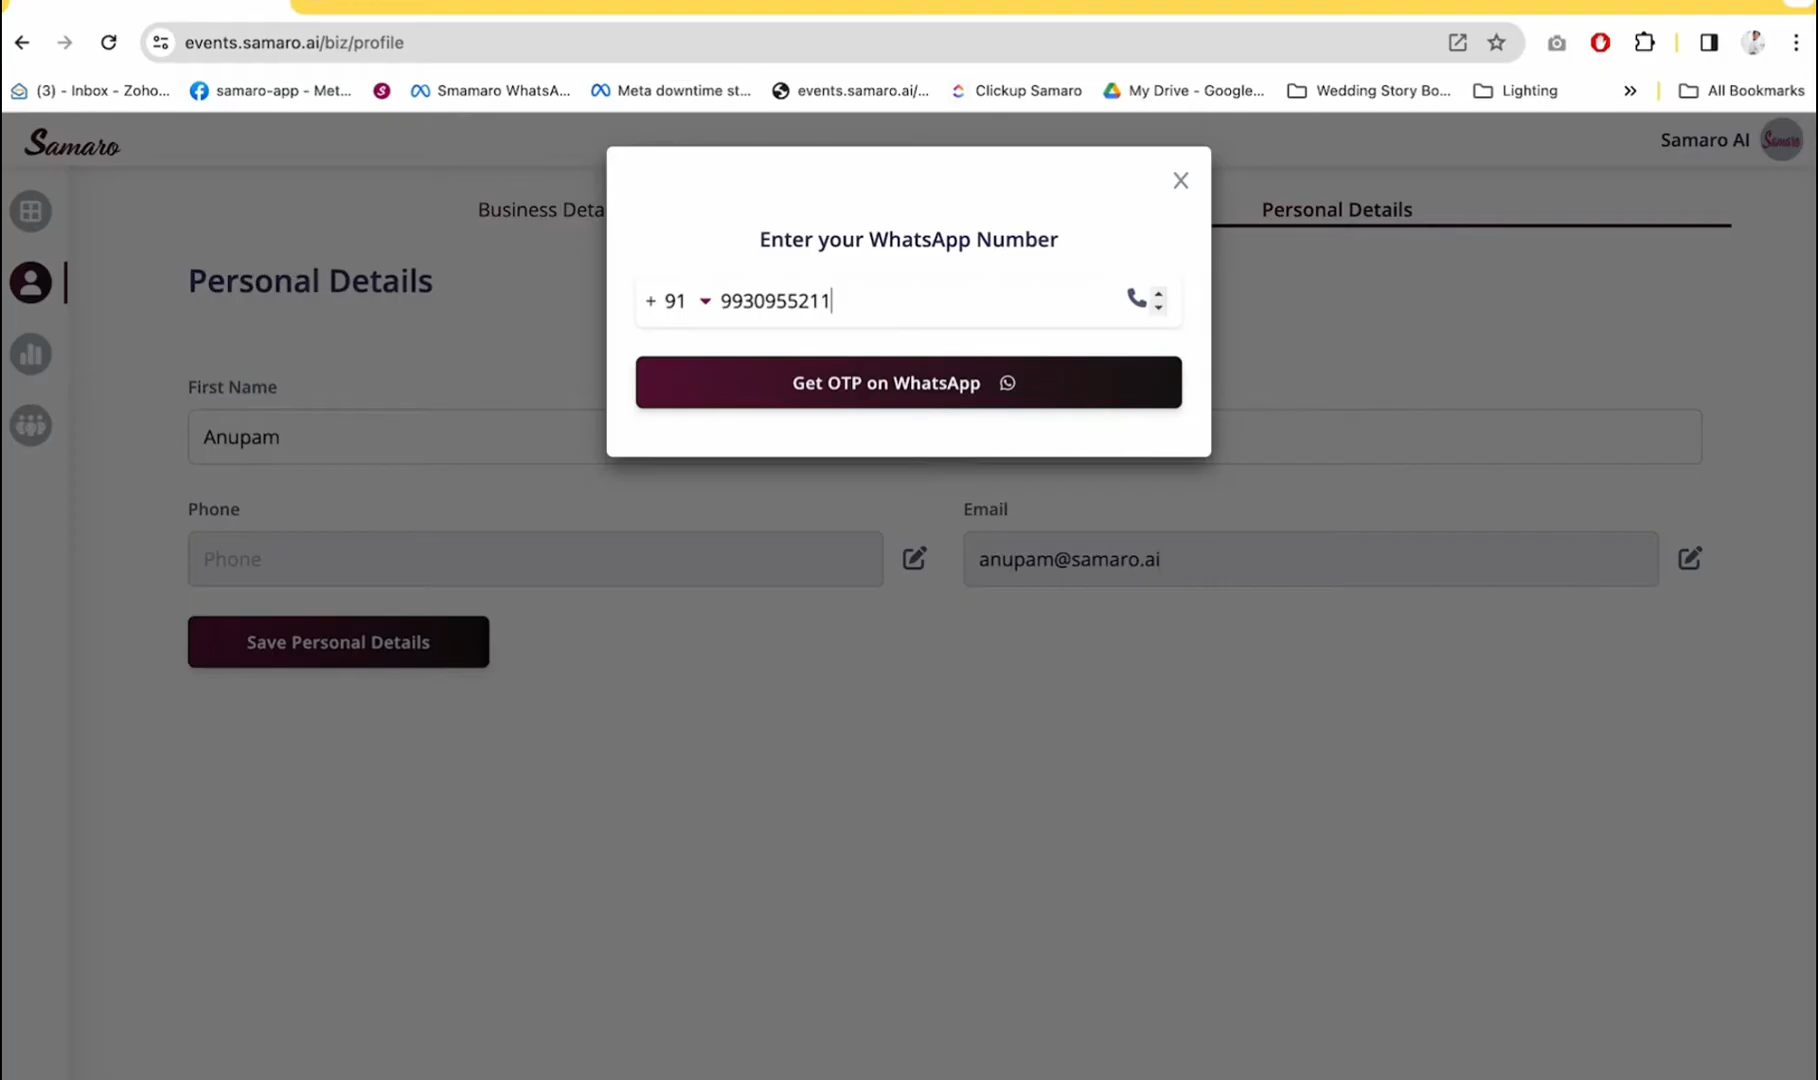 events.samaro.ai/biz/profile
(3) - Inbox - Zoho... samaro-app - Met... S Smamaro WhatsA... Meta downtime st... events.samaro.ai/... Clickup Samaro My Drive - Google... Wedding Story Bo... Lighting » All Bookmarks
Samaro
Samaro AI Samaro
Business Deta
Personal Details
Enter your WhatsApp Number
Personal Details
+ 91 9930955211
Get OTP on WhatsApp
First Name
Anupam
Phone
Email
Phone
anupam@samaro.ai
Save Personal Details